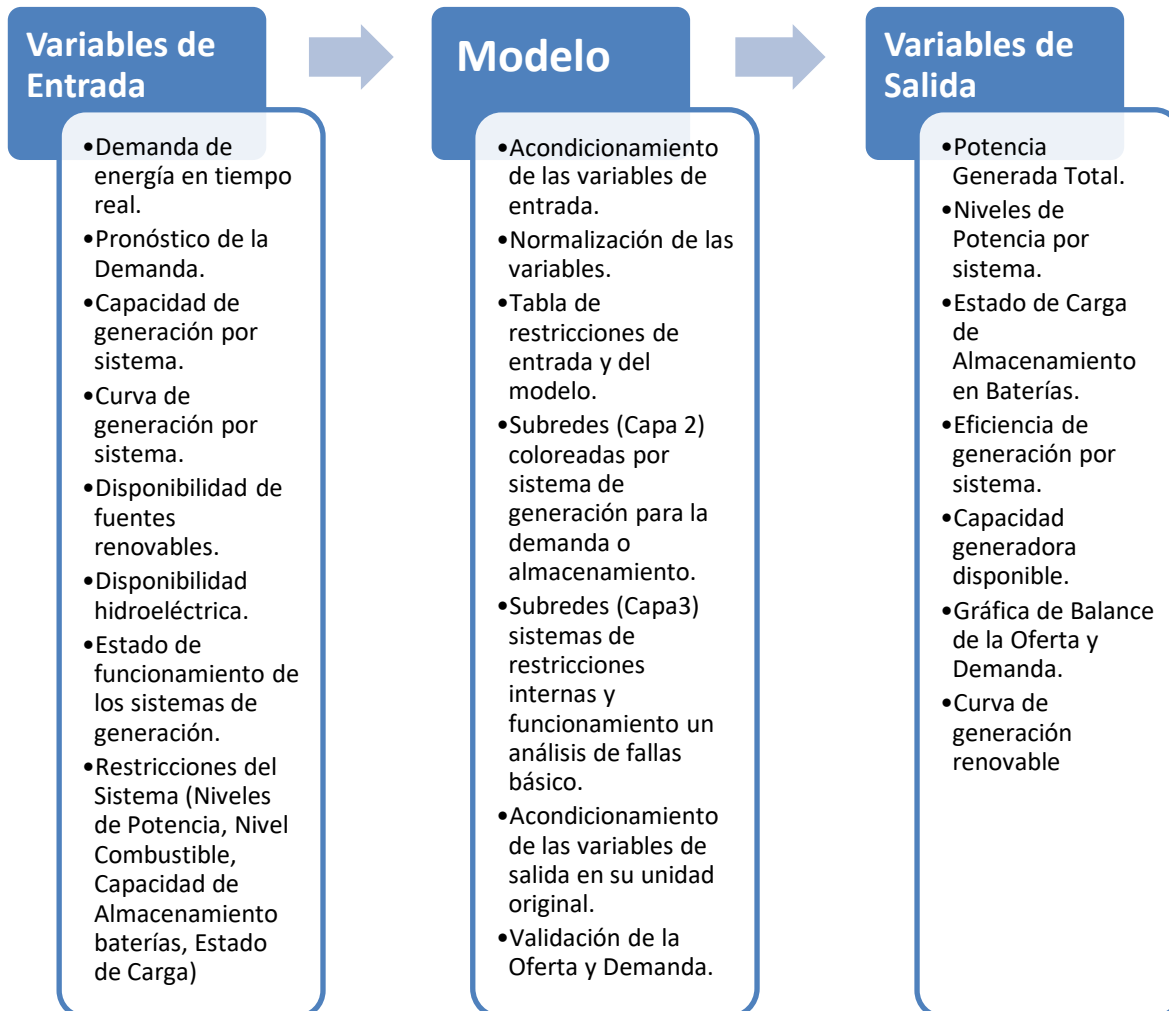 Variables de
Entrada
•Demanda de
energía en tiempo
real.
•Pronóstico de la
Demanda.
•Capacidad de
generación por
sistema.
•Curva de
generación por
sistema.
•Disponibilidad de
fuentes
renovables.
•Disponibilidad
hidroeléctrica.
•Estado de
funcionamiento de
los sistemas de
generación.
•Restricciones del
Sistema (Niveles
de Potencia, Nivel
Combustible,
Capacidad de
Almacenamiento
baterías, Estado
de Carga)
Modelo
•Acondicionamiento
de las variables de
entrada.
•Normalización de las
variables.
•Tabla de
restricciones de
entrada y del
modelo.
•Subredes (Capa 2)
coloreadas por
sistema de
generación para la
demanda o
almacenamiento.
•Subredes (Capa3)
sistemas de
restricciones
internas y
funcionamiento un
análisis de fallas
básico.
•Acondicionamiento
de las variables de
salida en su unidad
original.
•Validación de la
Oferta y Demanda.
Variables de
Salida
•Potencia
Generada Total.
•Niveles de
Potencia por
sistema.
•Estado de Carga
de
Almacenamiento
en Baterías.
•Eficiencia de
generación por
sistema.
•Capacidad
generadora
disponible.
•Gráfica de Balance
de la Oferta y
Demanda.
•Curva de
generación
renovable